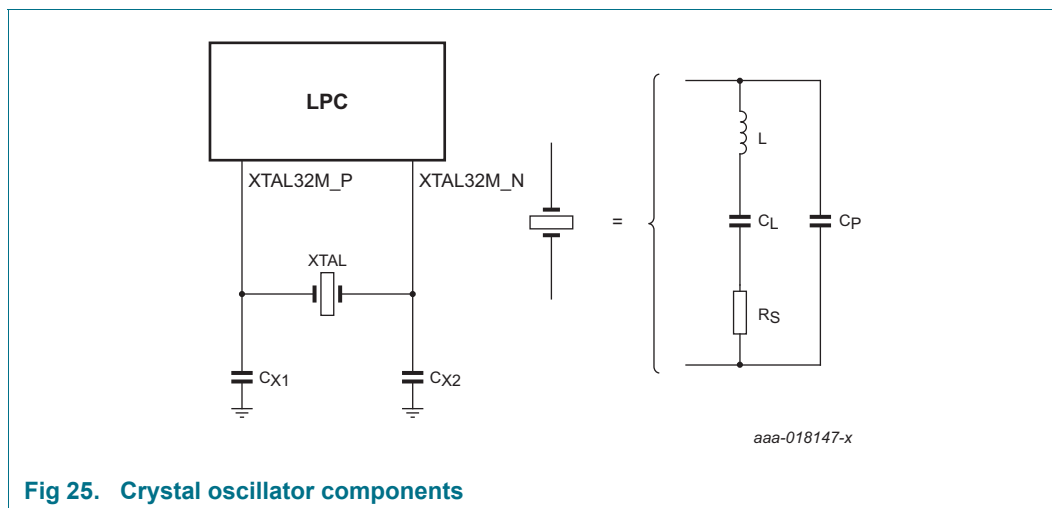 LPC
XTAL32M_P
XTAL32M_N
XTAL
CX1
CX2
=
L
CL
CP
RS
aaa-018147-x
Fig 25. Crystal oscillator components